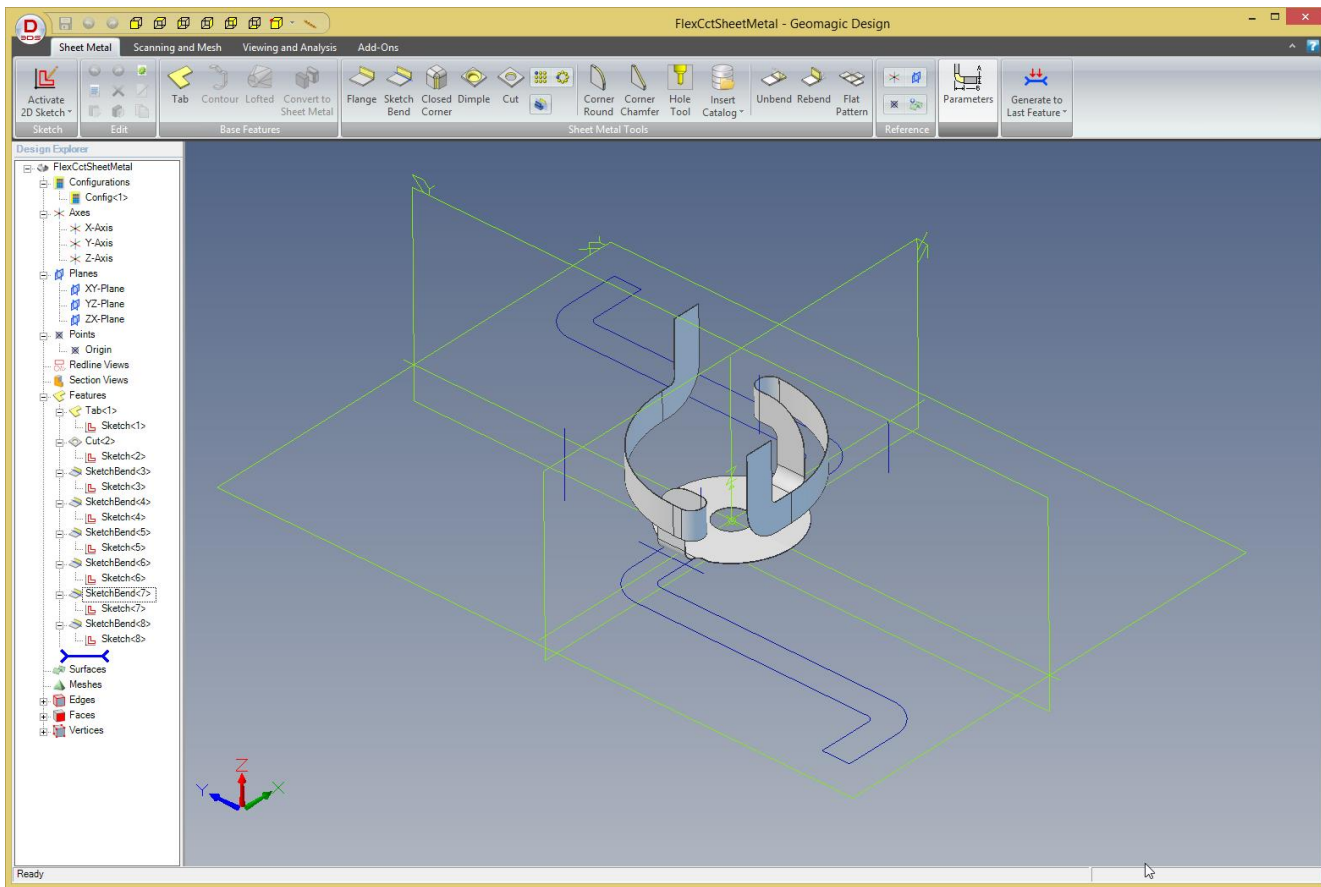 FlexCctSheetMetal - Geomagic Design
D
3DS
Sheet Metal Scanning and Mesh Viewing and Analysis Add-Ons
Activate
2D Sketch
Tab Contour Lofted Convert to
Sheet Metal
Flange Sketch
Bend Closed
Corner Dimple Cut
Corner
Round Corner
Chamfer Hole
Tool Insert
Catalog
Unbend Rebend Flat
Pattern
Parameters
Generate to
Last Feature
Sketch Edit Base Features Sheet Metal Tools Reference
Design Explorer
FlexCctSheetMetal
Configurations
Config<1>
Axes
X-Axis
Y-Axis
Z-Axis
Planes
XY-Plane
YZ-Plane
ZX-Plane
Points
Origin
Redline Views
Section Views
Features
Tab<1>
Sketch<1>
Cut<2>
Sketch<2>
SketchBend<3>
Sketch<3>
SketchBend<4>
Sketch<4>
SketchBend<5>
Sketch<5>
SketchBend<6>
Sketch<6>
SketchBend<7>
Sketch<7>
SketchBend<8>
Sketch<8>
Surfaces
Meshes
Edges
Faces
Vertices
Z
Y
X
Ready